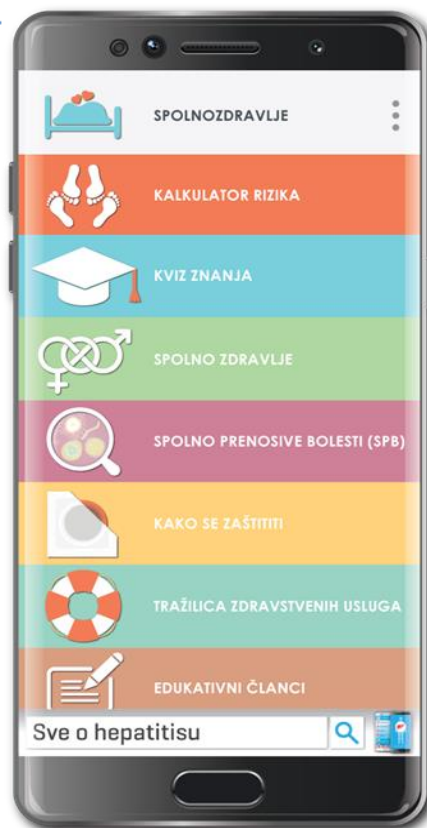 SPOLNOZDRAVLJE
KALKULATOR RIZIKA
KVIZ ZNANJA
SPOLNO ZDRAVLJE
SPOLNO PRENOSIVE BOLESTI (SPB)
KAKO SE ZAŠTITITI
TRAŽILICA ZDRAVSTVENIH USLUGA
EDUKATIVNI ČLANCI
Sve o hepatitisu